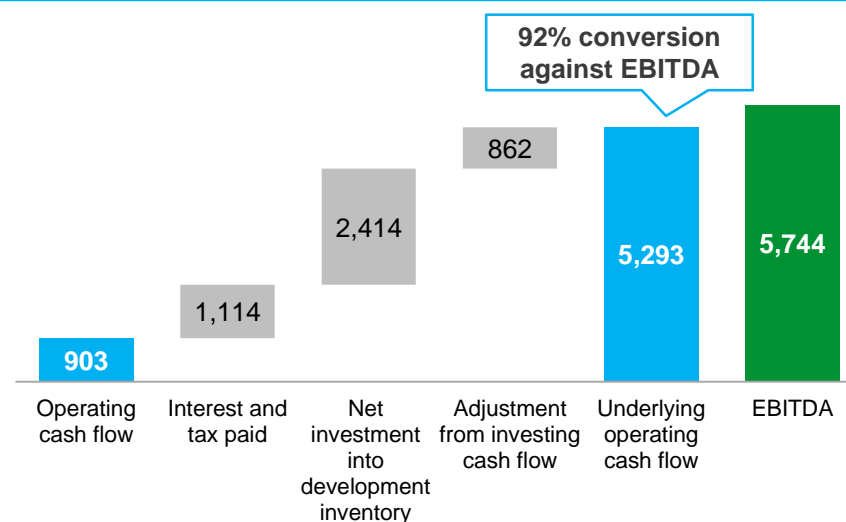 92% conversion
against EBITDA
862
2,414
5,293
5,744
1,114
903
Operating
cash flow
Interest and
tax paid
Net
investment
into
development
inventory
Adjustment
from investing
cash flow
Underlying
operating
cash flow
EBITDA